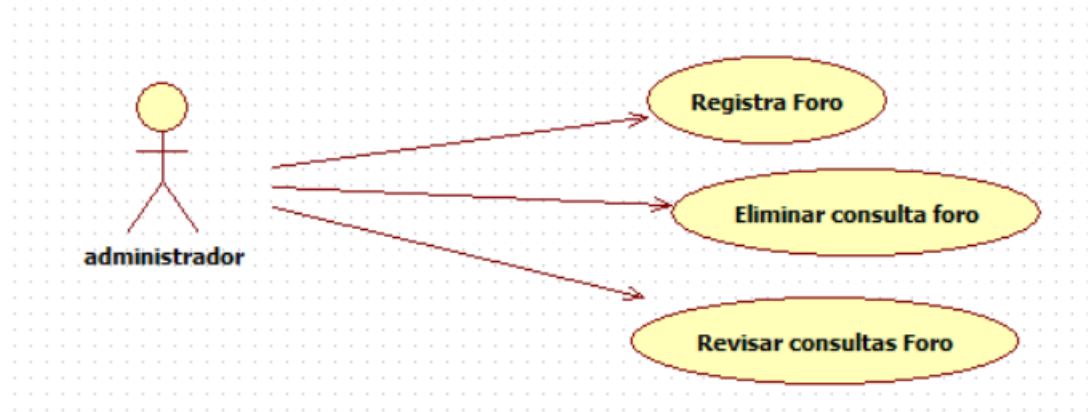 Registra Foro
Eliminar consulta foro
administrador
Revisar consultas Foro